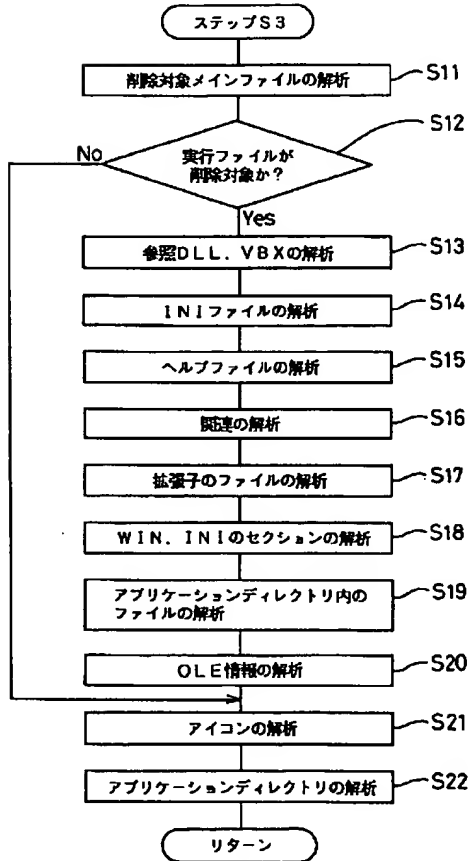 ステップS3
削除対象メインファイルの解析
S11
S12
No
実行ファイルが
削除対象か？
Yes
参照DLL．VBXの解析
S13
INIファイルの解析
S14
ヘルプファイルの解析
S15
関連の解析
S16
拡張子のファイルの解析
S17
WIN．INIのセクションの解析
S18
アプリケーションディレクトリ内の
ファイルの解析
S19
OLE情報の解析
S20
アイコンの解析
S21
アプリケーションディレクトリの解析
S22
リターン